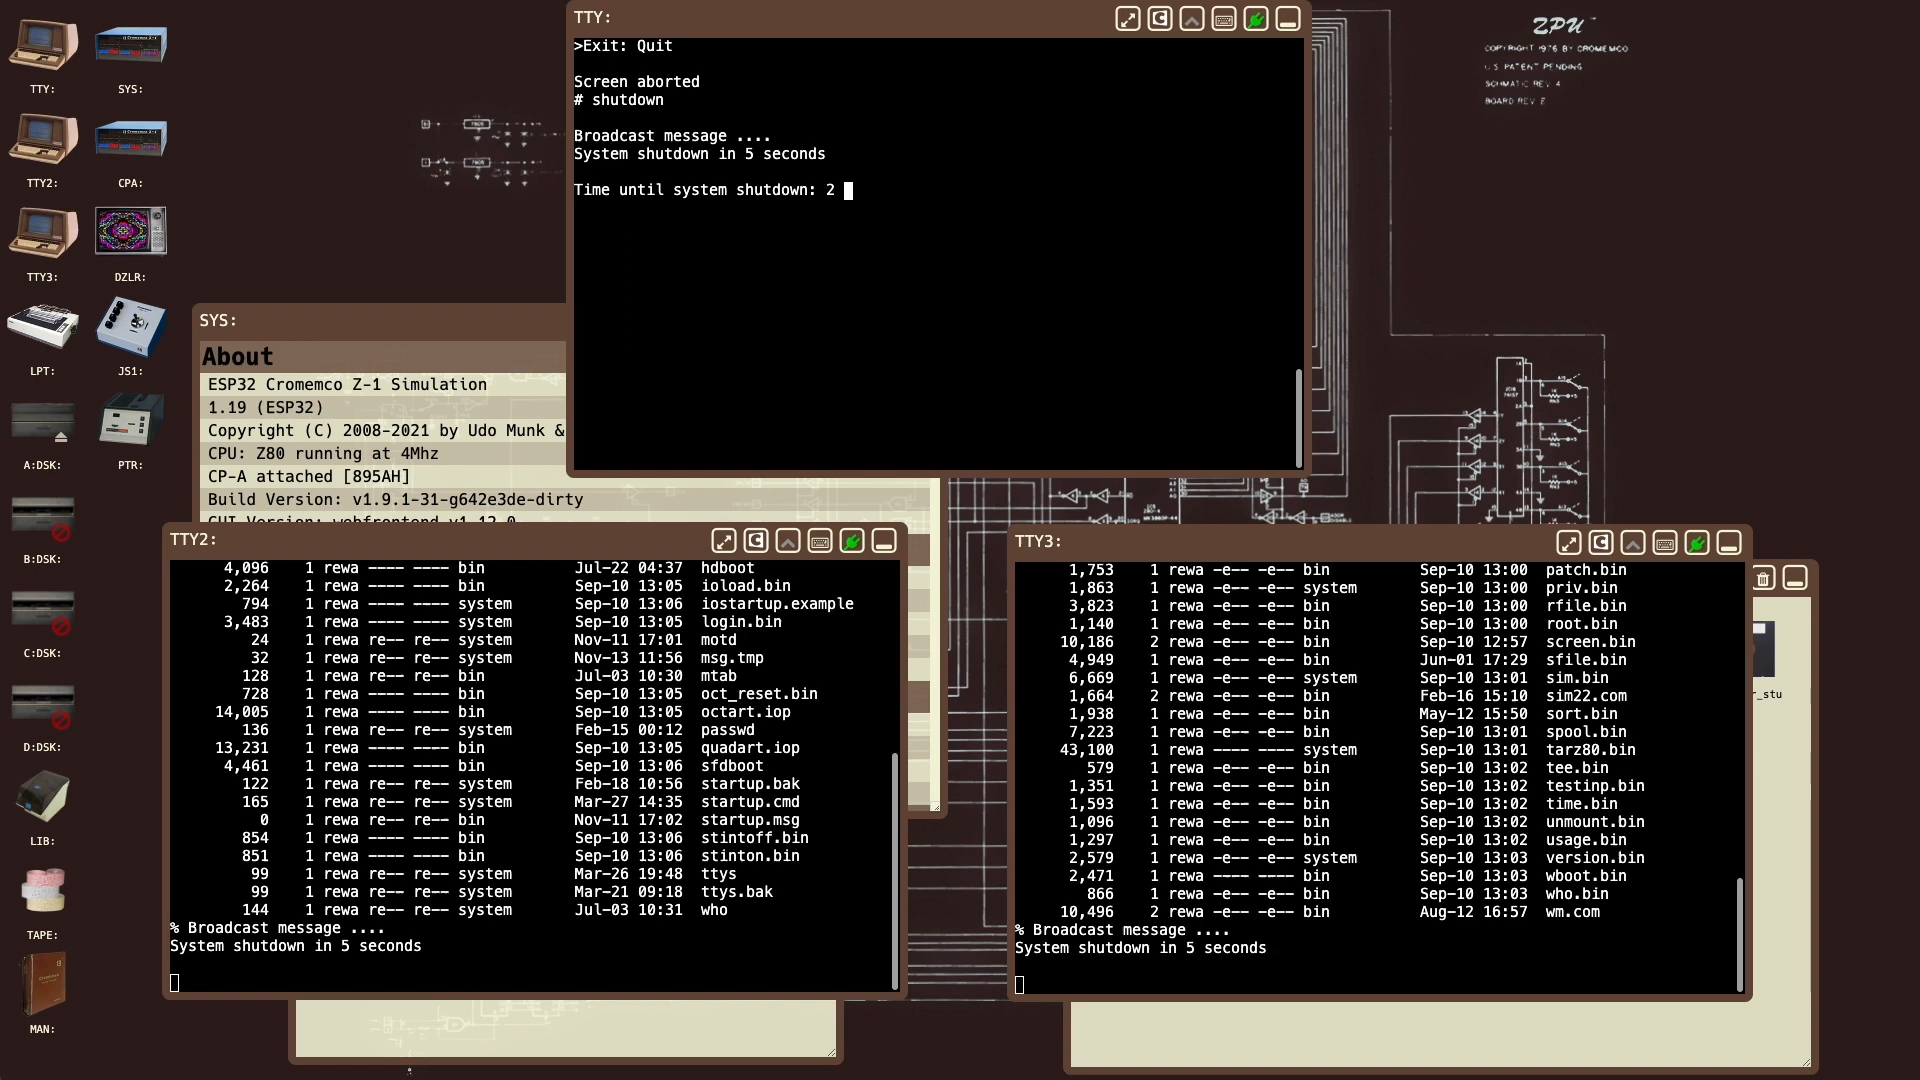 TTY:
>Exit: Quit
Screen aborted
# shutdown
Broadcast message ....
System shutdown in 5 seconds
Time until system shutdown: 2
ZPU
COPYRIGHT 1976 BY CROMEMCO
U.S. PATENT PENDING
SCHMATIC REV 4
BOARD REV E
TTY:
SYS:
TTY2:
CPA:
TTY3:
DZLR:
LPT:
JS1:
A:DSK:
PTR:
B:DSK:
C:DSK:
D:DSK:
LIB:
TAPE:
MAN:
SYS:
About
ESP32 Cromemco Z-1 Simulation
1.19 (ESP32)
Copyright (C) 2008-2021 by Udo Munk &
CPU: Z80 running at 4Mhz
CP-A attached [895AH]
Build Version: v1.9.1-31-g642e3de-dirty
TTY2:
4,096 1 rewa ---- ---- bin Jul-22 04:37 hdboot
2,264 1 rewa ---- ---- bin Sep-10 13:05 ioload.bin
794 1 rewa ---- ---- system Sep-10 13:06 iostartup.example
3,483 1 rewa ---- ---- system Sep-10 13:05 login.bin
24 1 rewa re-- re-- system Nov-11 17:01 motd
32 1 rewa re-- re-- system Nov-13 11:56 msg.tmp
128 1 rewa re-- re-- bin Jul-03 10:30 mtab
728 1 rewa ---- ---- bin Sep-10 13:05 oct_reset.bin
14,005 1 rewa ---- ---- bin Sep-10 13:05 octart.iop
136 1 rewa re-- re-- system Feb-15 00:12 passwd
13,231 1 rewa ---- ---- bin Sep-10 13:05 quadart.iop
4,461 1 rewa ---- ---- bin Sep-10 13:06 sfdboot
122 1 rewa re-- re-- system Feb-18 10:56 startup.bak
165 1 rewa re-- re-- system Mar-27 14:35 startup.cmd
0 1 rewa re-- re-- bin Nov-11 17:02 startup.msg
854 1 rewa ---- ---- bin Sep-10 13:06 stintoff.bin
851 1 rewa ---- ---- bin Sep-10 13:06 stinton.bin
99 1 rewa re-- re-- system Mar-26 19:48 ttys
99 1 rewa re-- re-- system Mar-21 09:18 ttys.bak
144 1 rewa re-- re-- system Jul-03 10:31 who
% Broadcast message ....
System shutdown in 5 seconds
TTY3:
1,753 1 rewa -e-- -e-- bin Sep-10 13:00 patch.bin
1,863 1 rewa -e-- -e-- system Sep-10 13:00 priv.bin
3,823 1 rewa -e-- -e-- bin Sep-10 13:00 rfile.bin
1,140 1 rewa -e-- -e-- bin Sep-10 13:00 root.bin
10,186 2 rewa -e-- -e-- bin Sep-10 12:57 screen.bin
4,949 1 rewa -e-- -e-- bin Jun-01 17:29 sfile.bin
6,669 1 rewa -e-- -e-- system Sep-10 13:01 sim.bin
1,664 2 rewa -e-- -e-- bin Feb-16 15:10 sim22.com
1,938 1 rewa -e-- -e-- bin May-12 15:50 sort.bin
7,223 1 rewa -e-- -e-- bin Sep-10 13:01 spool.bin
43,100 1 rewa ---- ---- system Sep-10 13:01 tarz80.bin
579 1 rewa -e-- -e-- bin Sep-10 13:02 tee.bin
1,351 1 rewa -e-- -e-- bin Sep-10 13:02 testinp.bin
1,593 1 rewa -e-- -e-- bin Sep-10 13:02 time.bin
1,096 1 rewa -e-- -e-- bin Sep-10 13:02 unmount.bin
1,297 1 rewa -e-- -e-- bin Sep-10 13:02 usage.bin
2,579 1 rewa -e-- -e-- system Sep-10 13:03 version.bin
2,471 1 rewa ---- ---- bin Sep-10 13:03 wboot.bin
866 1 rewa -e-- -e-- bin Sep-10 13:03 who.bin
10,496 2 rewa -e-- -e-- bin Aug-12 16:57 wm.com
% Broadcast message ....
System shutdown in 5 seconds
r_stu